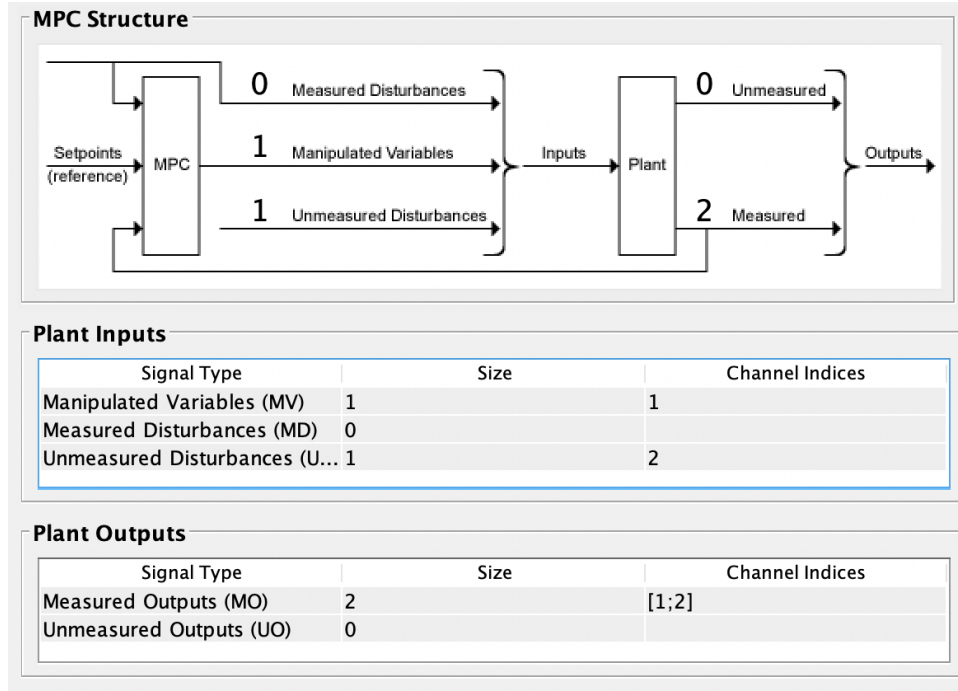 MPC Structure
0 Measured Disturbances
0 Unmeasured
Setpoints
(reference)
MPC
1 Manipulated Variables
Inputs
Plant
Outputs
1 Unmeasured Disturbances
2 Measured
Plant Inputs
Signal Type Size Channel Indices
Manipulated Variables (MV) 1 1
Measured Disturbances (MD) 0
Unmeasured Disturbances (U... 1 2
Plant Outputs
Signal Type Size Channel Indices
Measured Outputs (MO) 2 [1;2]
Unmeasured Outputs (UO) 0